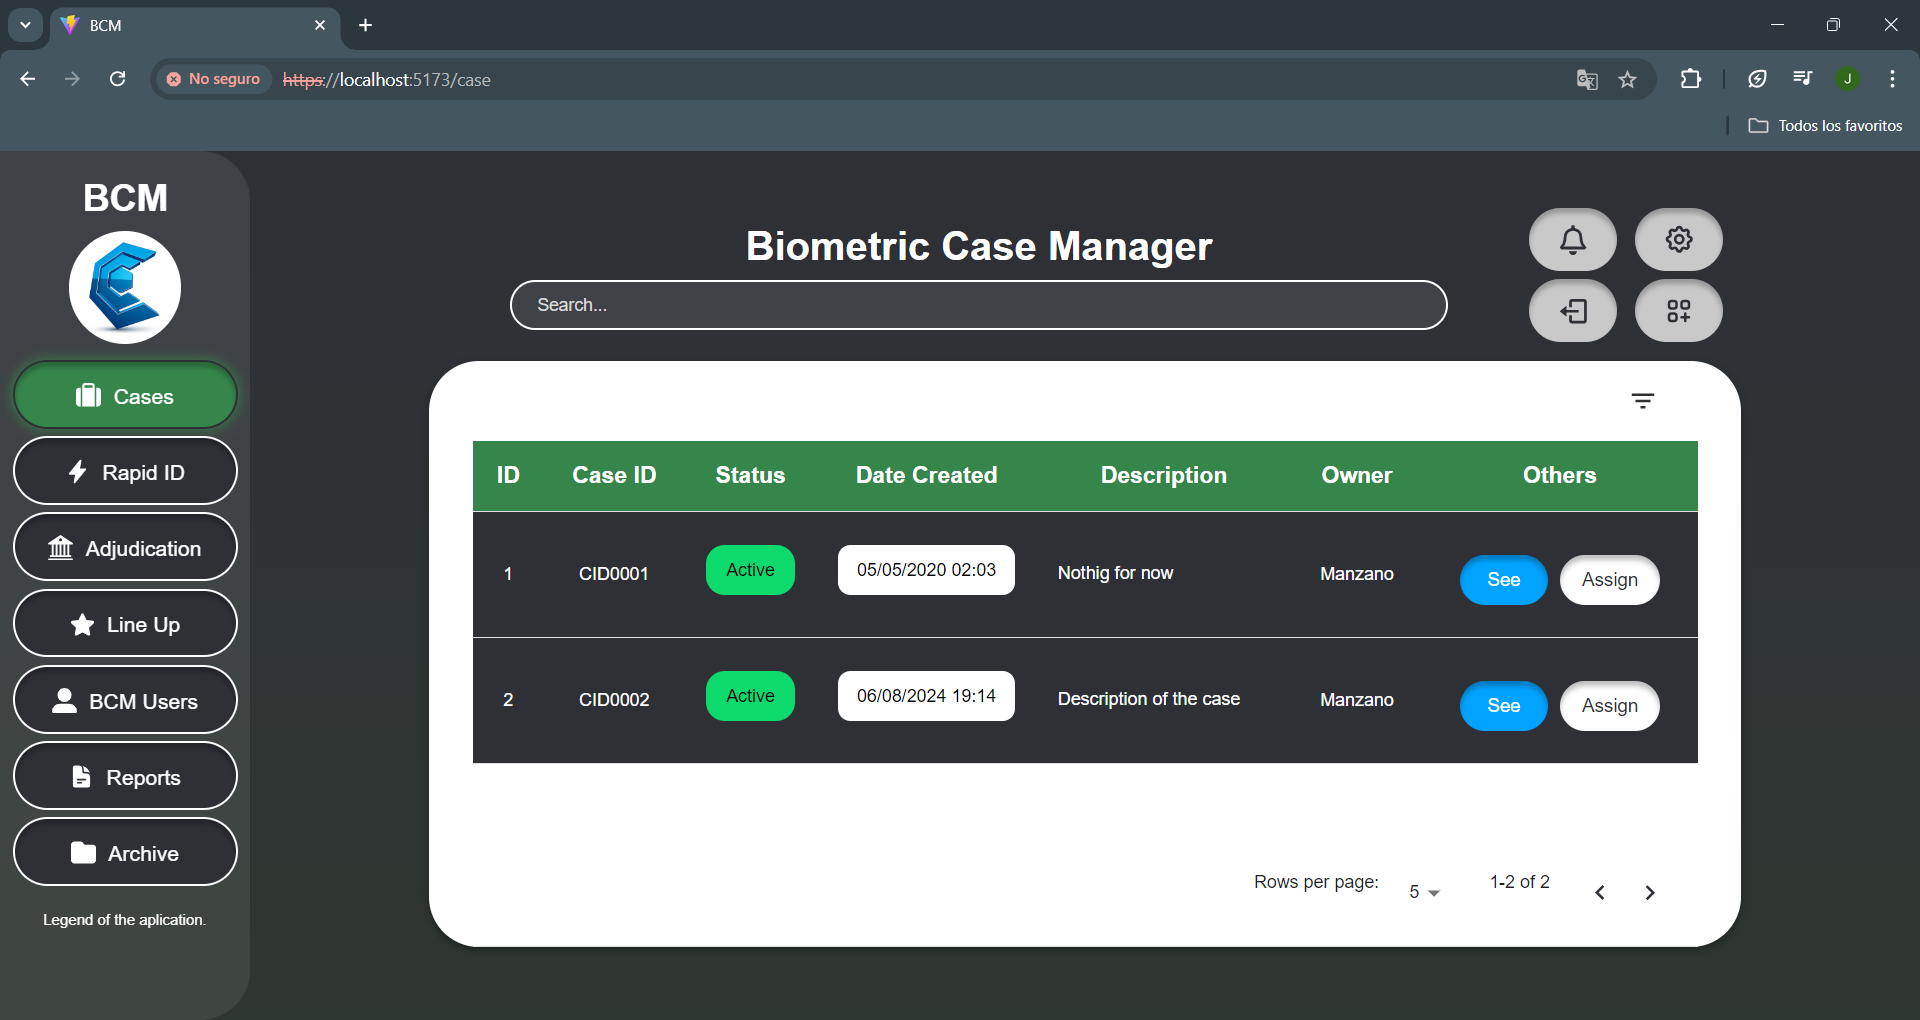 BCM
No seguro
https://localhost:5173/case
J
Todos los favoritos
BCM
Cases
Rapid ID
Adjudication
Line Up
BCM Users
Reports
Archive
Legend of the aplication.
Biometric Case Manager
Search...
ID Case ID Status Date Created Description Owner Others
1 CID0001 Active 05/05/2020 02:03 Nothig for now Manzano See Assign
2 CID0002 Active 06/08/2024 19:14 Description of the case Manzano See Assign
Rows per page: 5 1-2 of 2